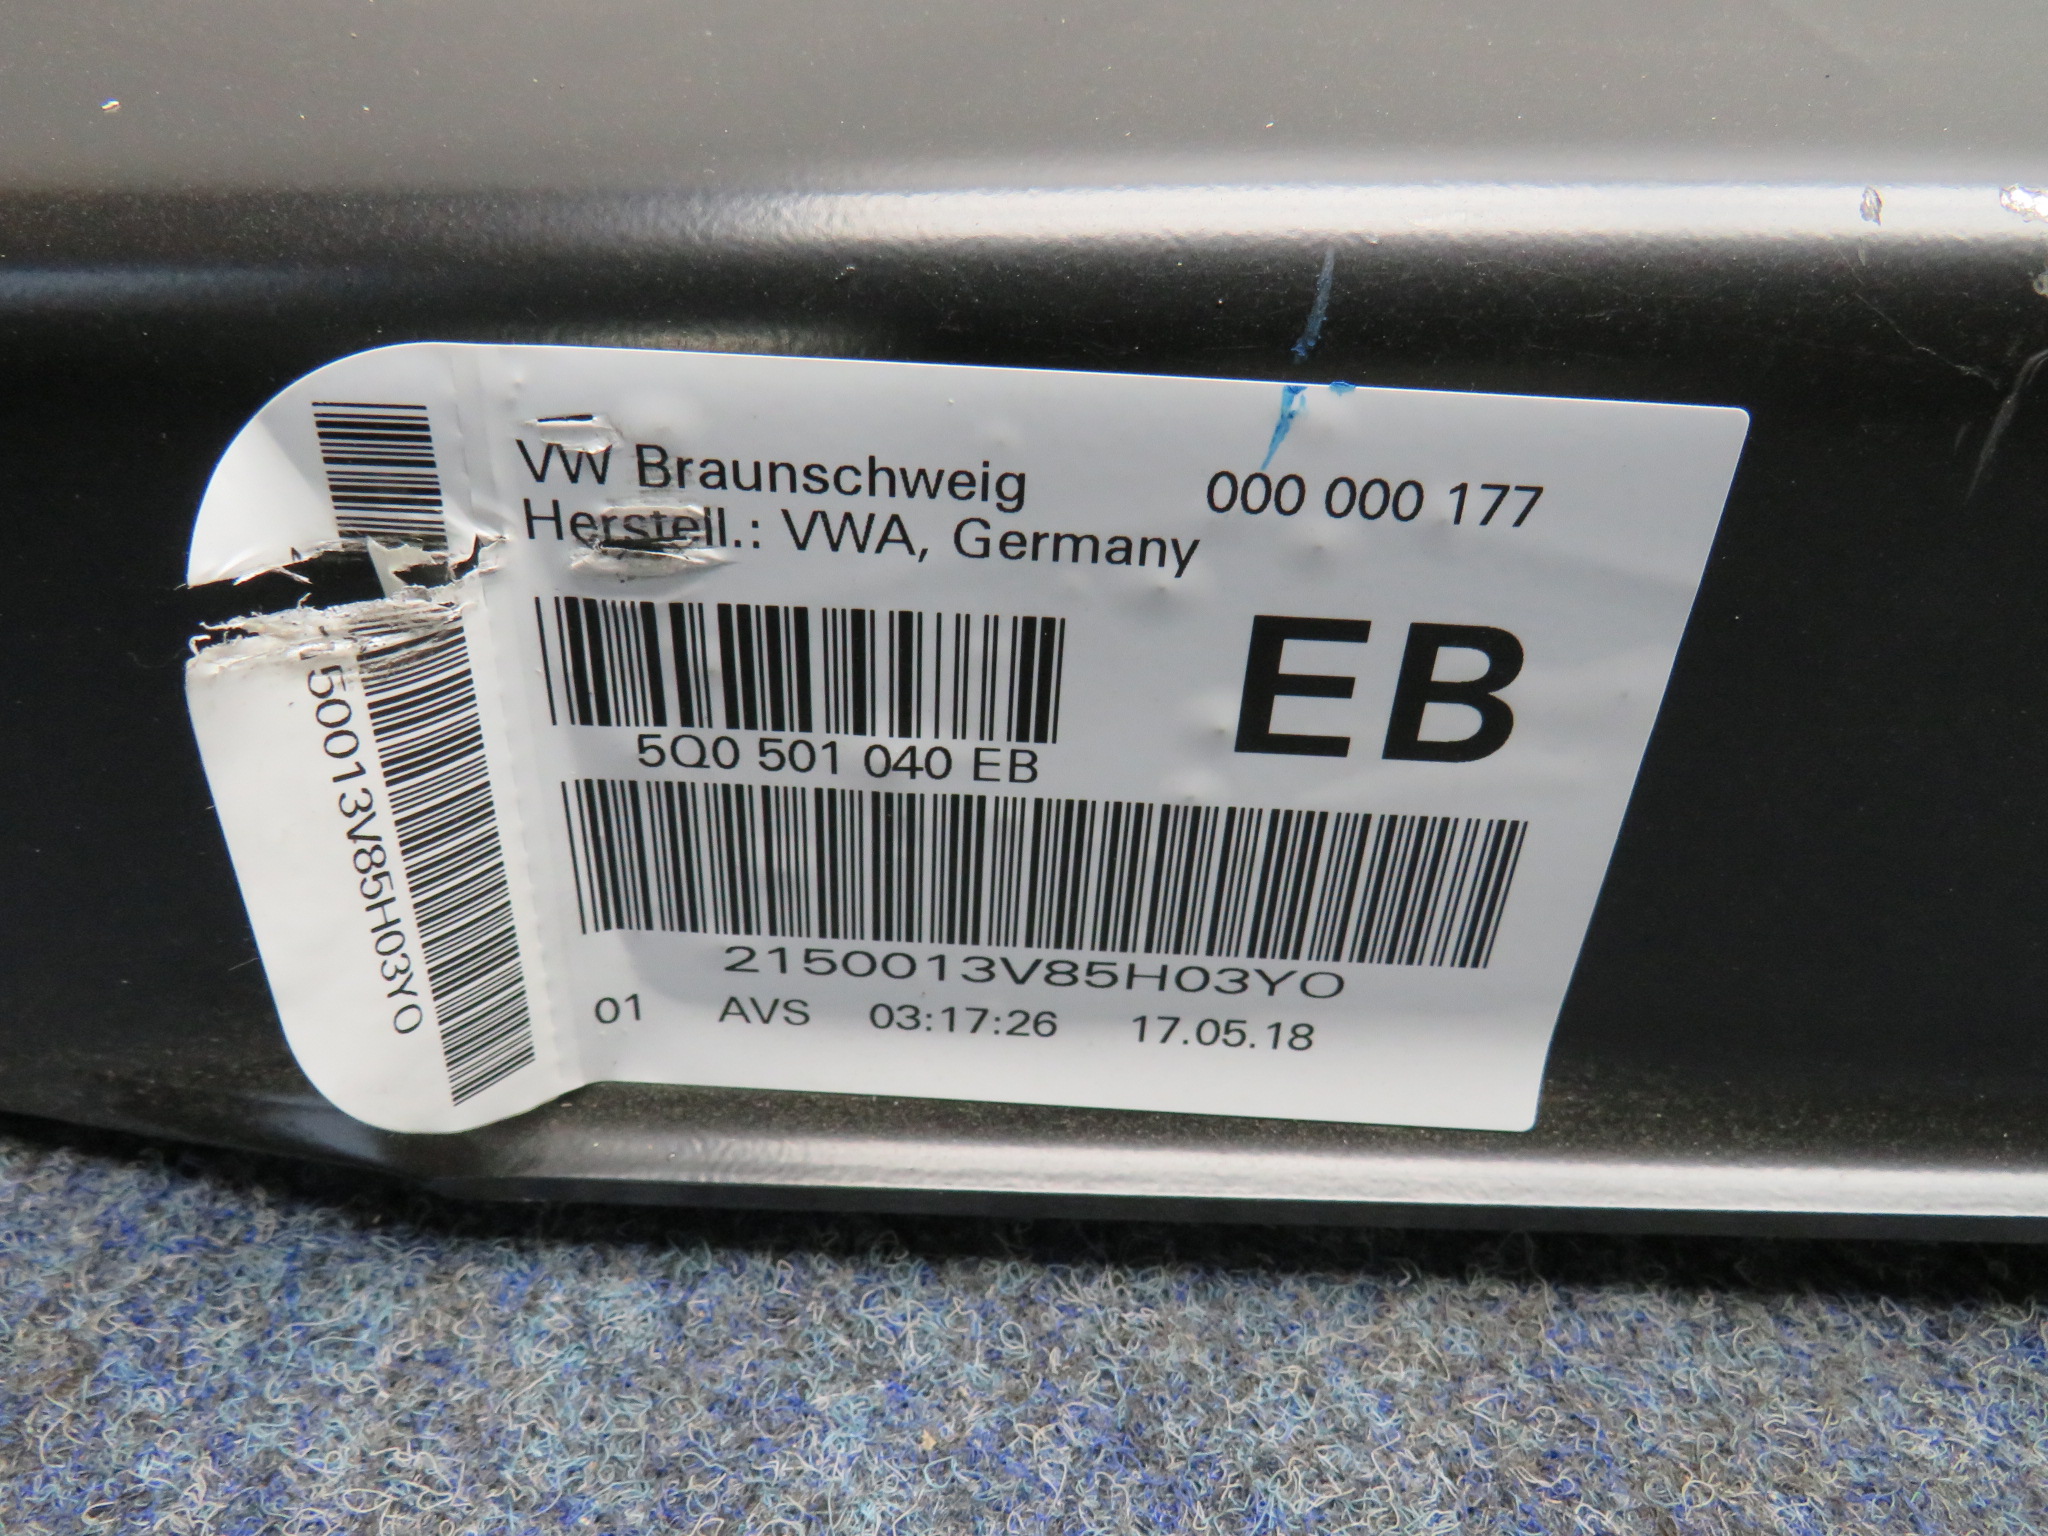 VW Braunschweig 000 000 177
Herstell.: VWA, Germany
EB
5Q0 501 040 EB
2150013V85H03YO
01 AVS 03:17:26 17.05.18
50013V85H03YO